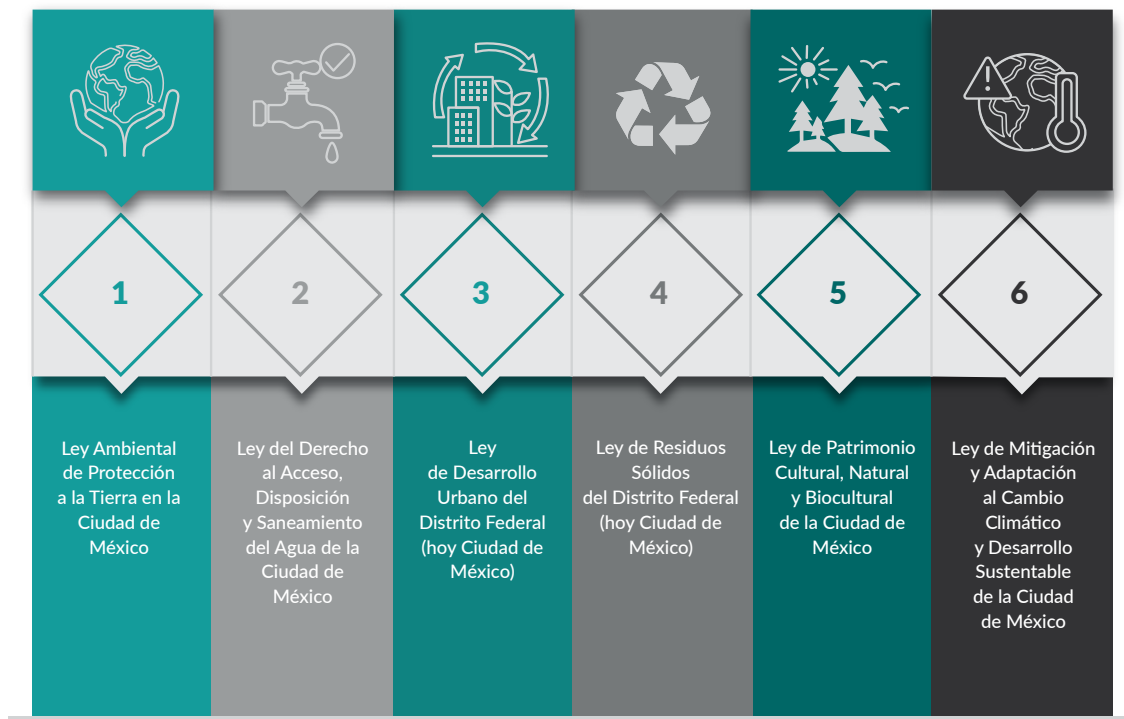 1
Ley Ambiental
de Protección
a la Tierra en la
Ciudad de
México
2
Ley del Derecho
al Acceso,
Disposición
y Saneamiento
del Agua de la
Ciudad de
México
3
Ley
de Desarrollo
Urbano del
Distrito Federal
(hoy Ciudad de
México)
4
Ley de Residuos
Sólidos
del Distrito Federal
(hoy Ciudad de
México)
5
Ley de Patrimonio
Cultural, Natural
y Biocultural
de la Ciudad de
México
6
Ley de Mitigación
y Adaptación
al Cambio
Climático
y Desarrollo
Sustentable
de la Ciudad
de México